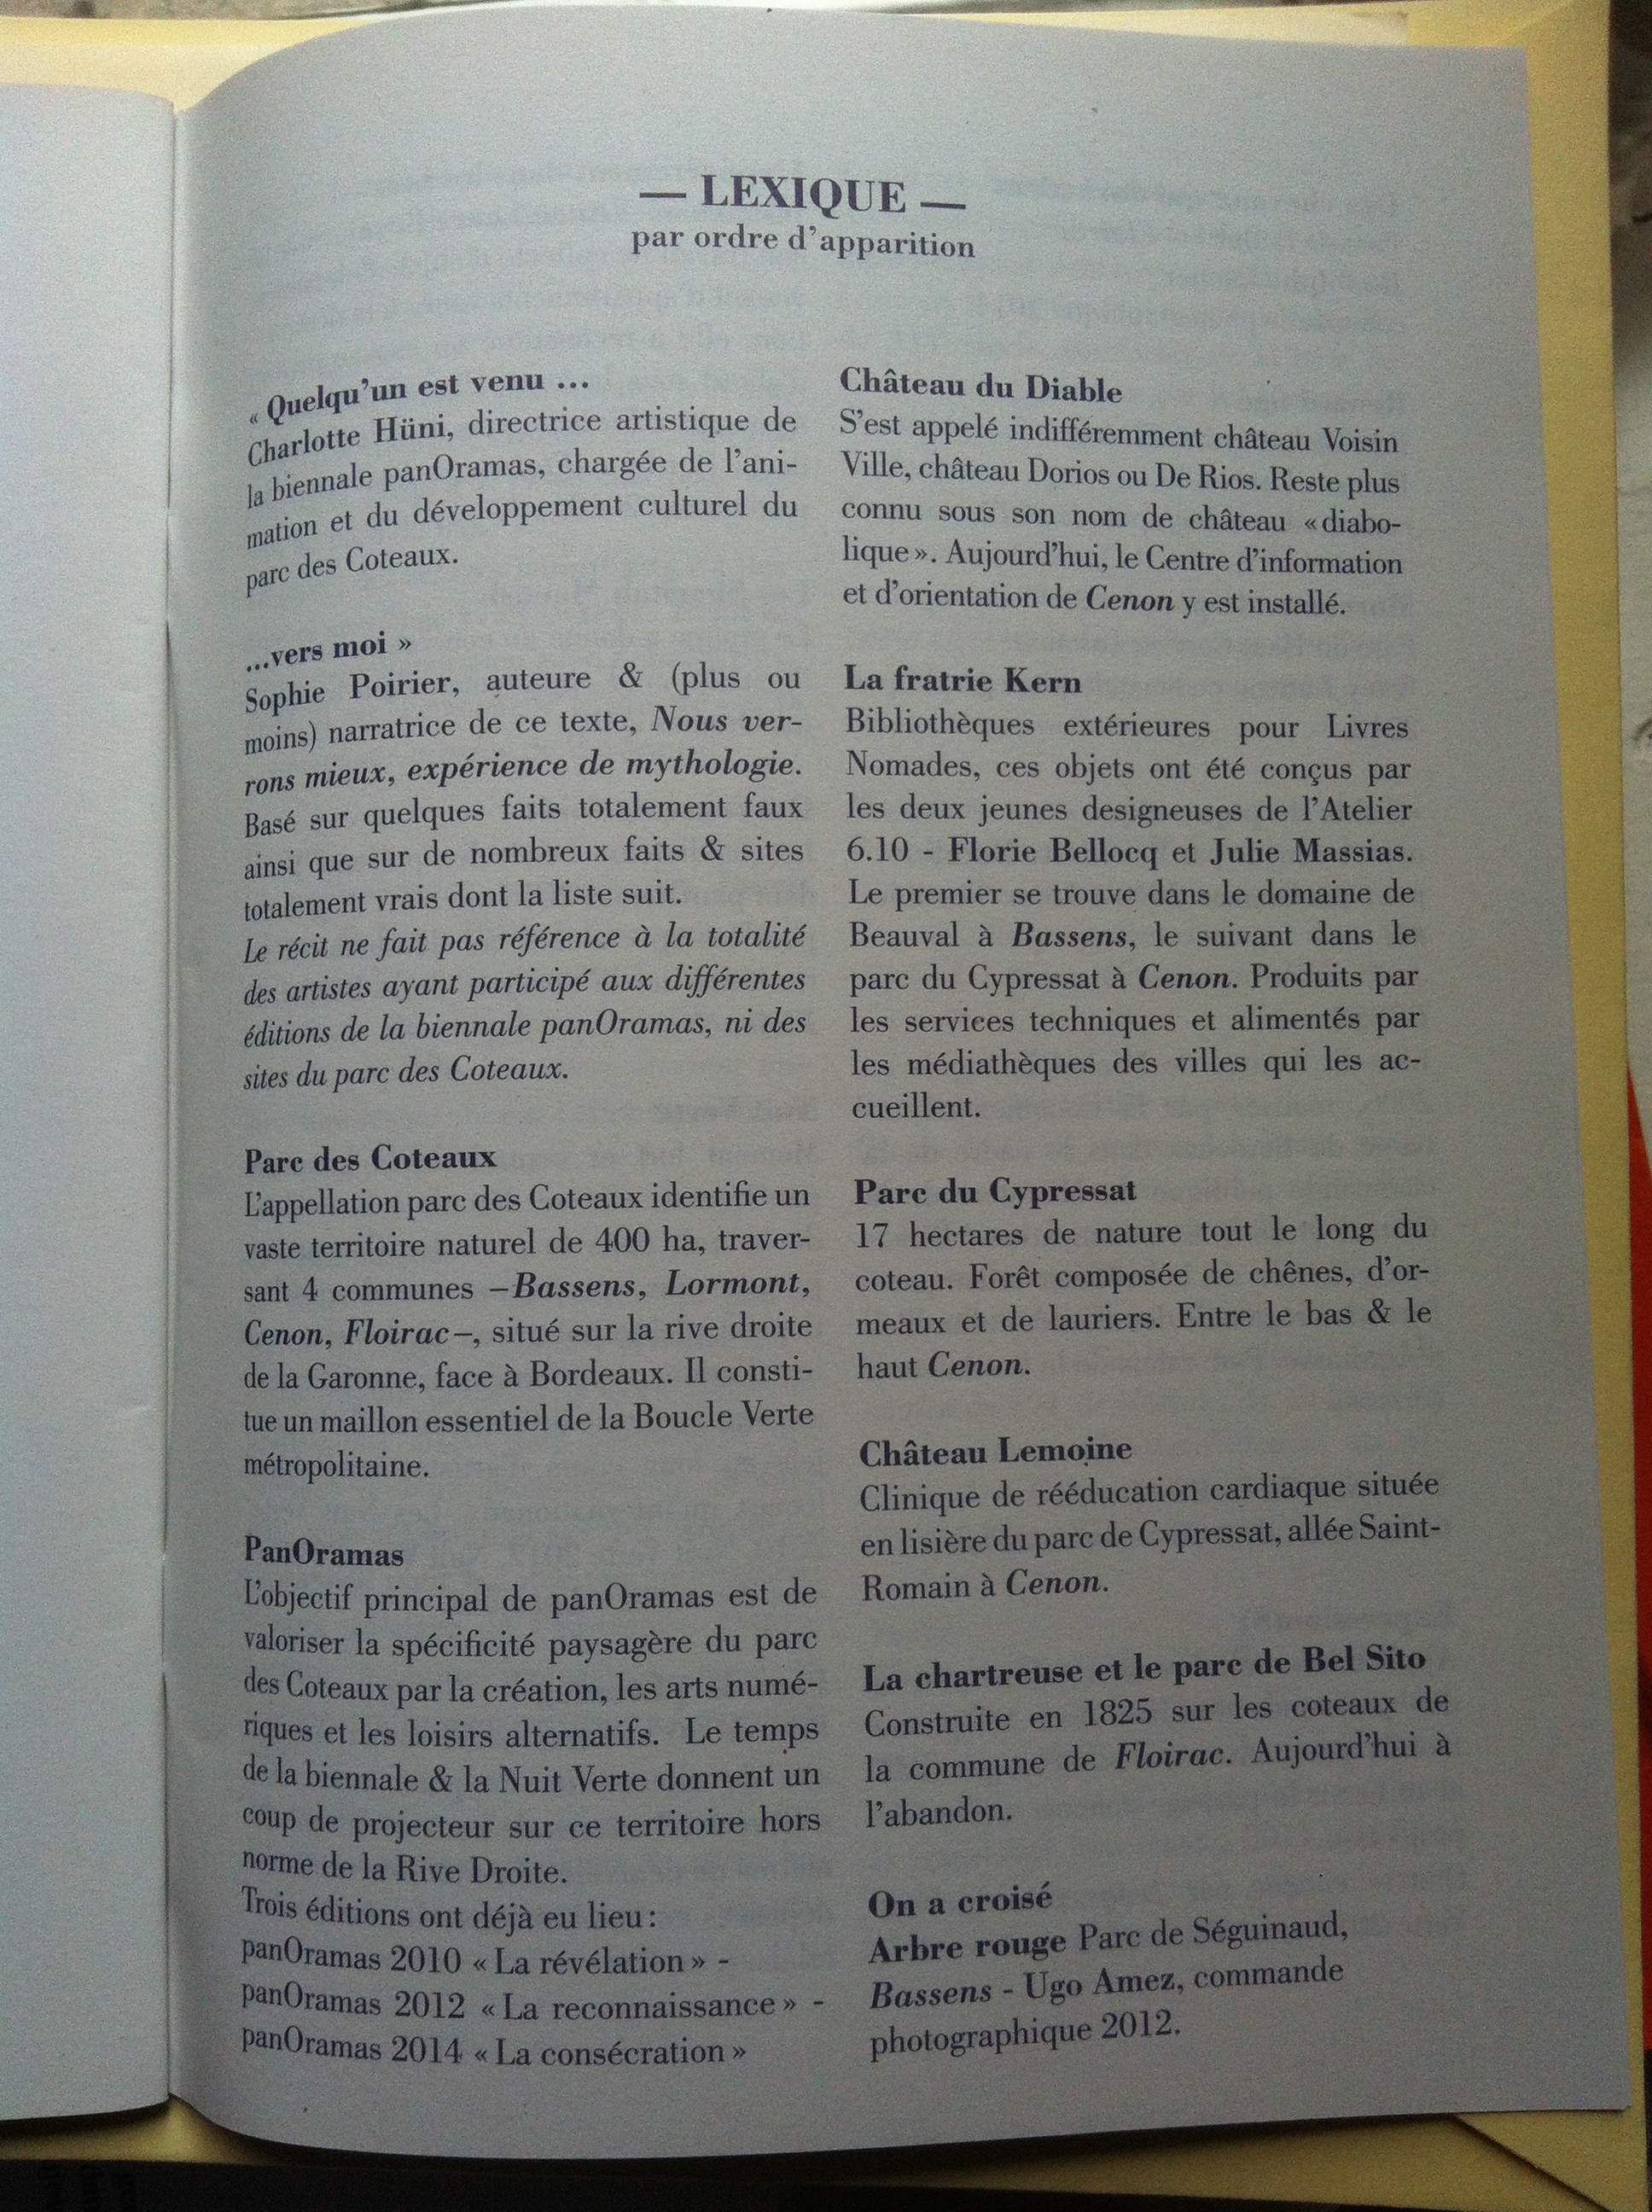 — LEXIQUE —
par ordre d'apparition
« Quelqu'un est venu ...
Charlotte Hüni, directrice artistique de
la biennale panOramas, chargée de l'ani-
mation et du développement culturel du
parc des Coteaux.
...vers moi »
Sophie Poirier, auteure & (plus ou
moins) narratrice de ce texte, Nous ver-
rons mieux, expérience de mythologie.
Basé sur quelques faits totalement faux
ainsi que sur de nombreux faits & sites
totalement vrais dont la liste suit.
Le récit ne fait pas référence à la totalité
des artistes ayant participé aux différentes
éditions de la biennale panOramas, ni des
sites du parc des Coteaux.
Parc des Coteaux
L'appellation parc des Coteaux identifie un
vaste territoire naturel de 400 ha, traver-
sant 4 communes –Bassens, Lormont,
Cenon, Floirac–, situé sur la rive droite
de la Garonne, face à Bordeaux. Il consti-
tue un maillon essentiel de la Boucle Verte
métropolitaine.
PanOramas
L'objectif principal de panOramas est de
valoriser la spécificité paysagère du parc
des Coteaux par la création, les arts numé-
riques et les loisirs alternatifs. Le temps
de la biennale & la Nuit Verte donnent un
coup de projecteur sur ce territoire hors
norme de la Rive Droite.
Trois éditions ont déjà eu lieu :
panOramas 2010 « La révélation » -
panOramas 2012 « La reconnaissance » -
panOramas 2014 « La consécration »
Château du Diable
S'est appelé indifféremment château Voisin
Ville, château Dorios ou De Rios. Reste plus
connu sous son nom de château « diabo-
lique ». Aujourd'hui, le Centre d'information
et d'orientation de Cenon y est installé.
La fratrie Kern
Bibliothèques extérieures pour Livres
Nomades, ces objets ont été conçus par
les deux jeunes designeuses de l'Atelier
6.10 - Florie Bellocq et Julie Massias.
Le premier se trouve dans le domaine de
Beauval à Bassens, le suivant dans le
parc du Cypressat à Cenon. Produits par
les services techniques et alimentés par
les médiathèques des villes qui les ac-
cueillent.
Parc du Cypressat
17 hectares de nature tout le long du
coteau. Forêt composée de chênes, d'or-
meaux et de lauriers. Entre le bas & le
haut Cenon.
Château Lemoine
Clinique de rééducation cardiaque située
en lisière du parc de Cypressat, allée Saint-
Romain à Cenon.
La chartreuse et le parc de Bel Sito
Construite en 1825 sur les coteaux de
la commune de Floirac. Aujourd'hui à
l'abandon.
On a croisé
Arbre rouge Parc de Séguinaud,
Bassens - Ugo Amez, commande
photographique 2012.